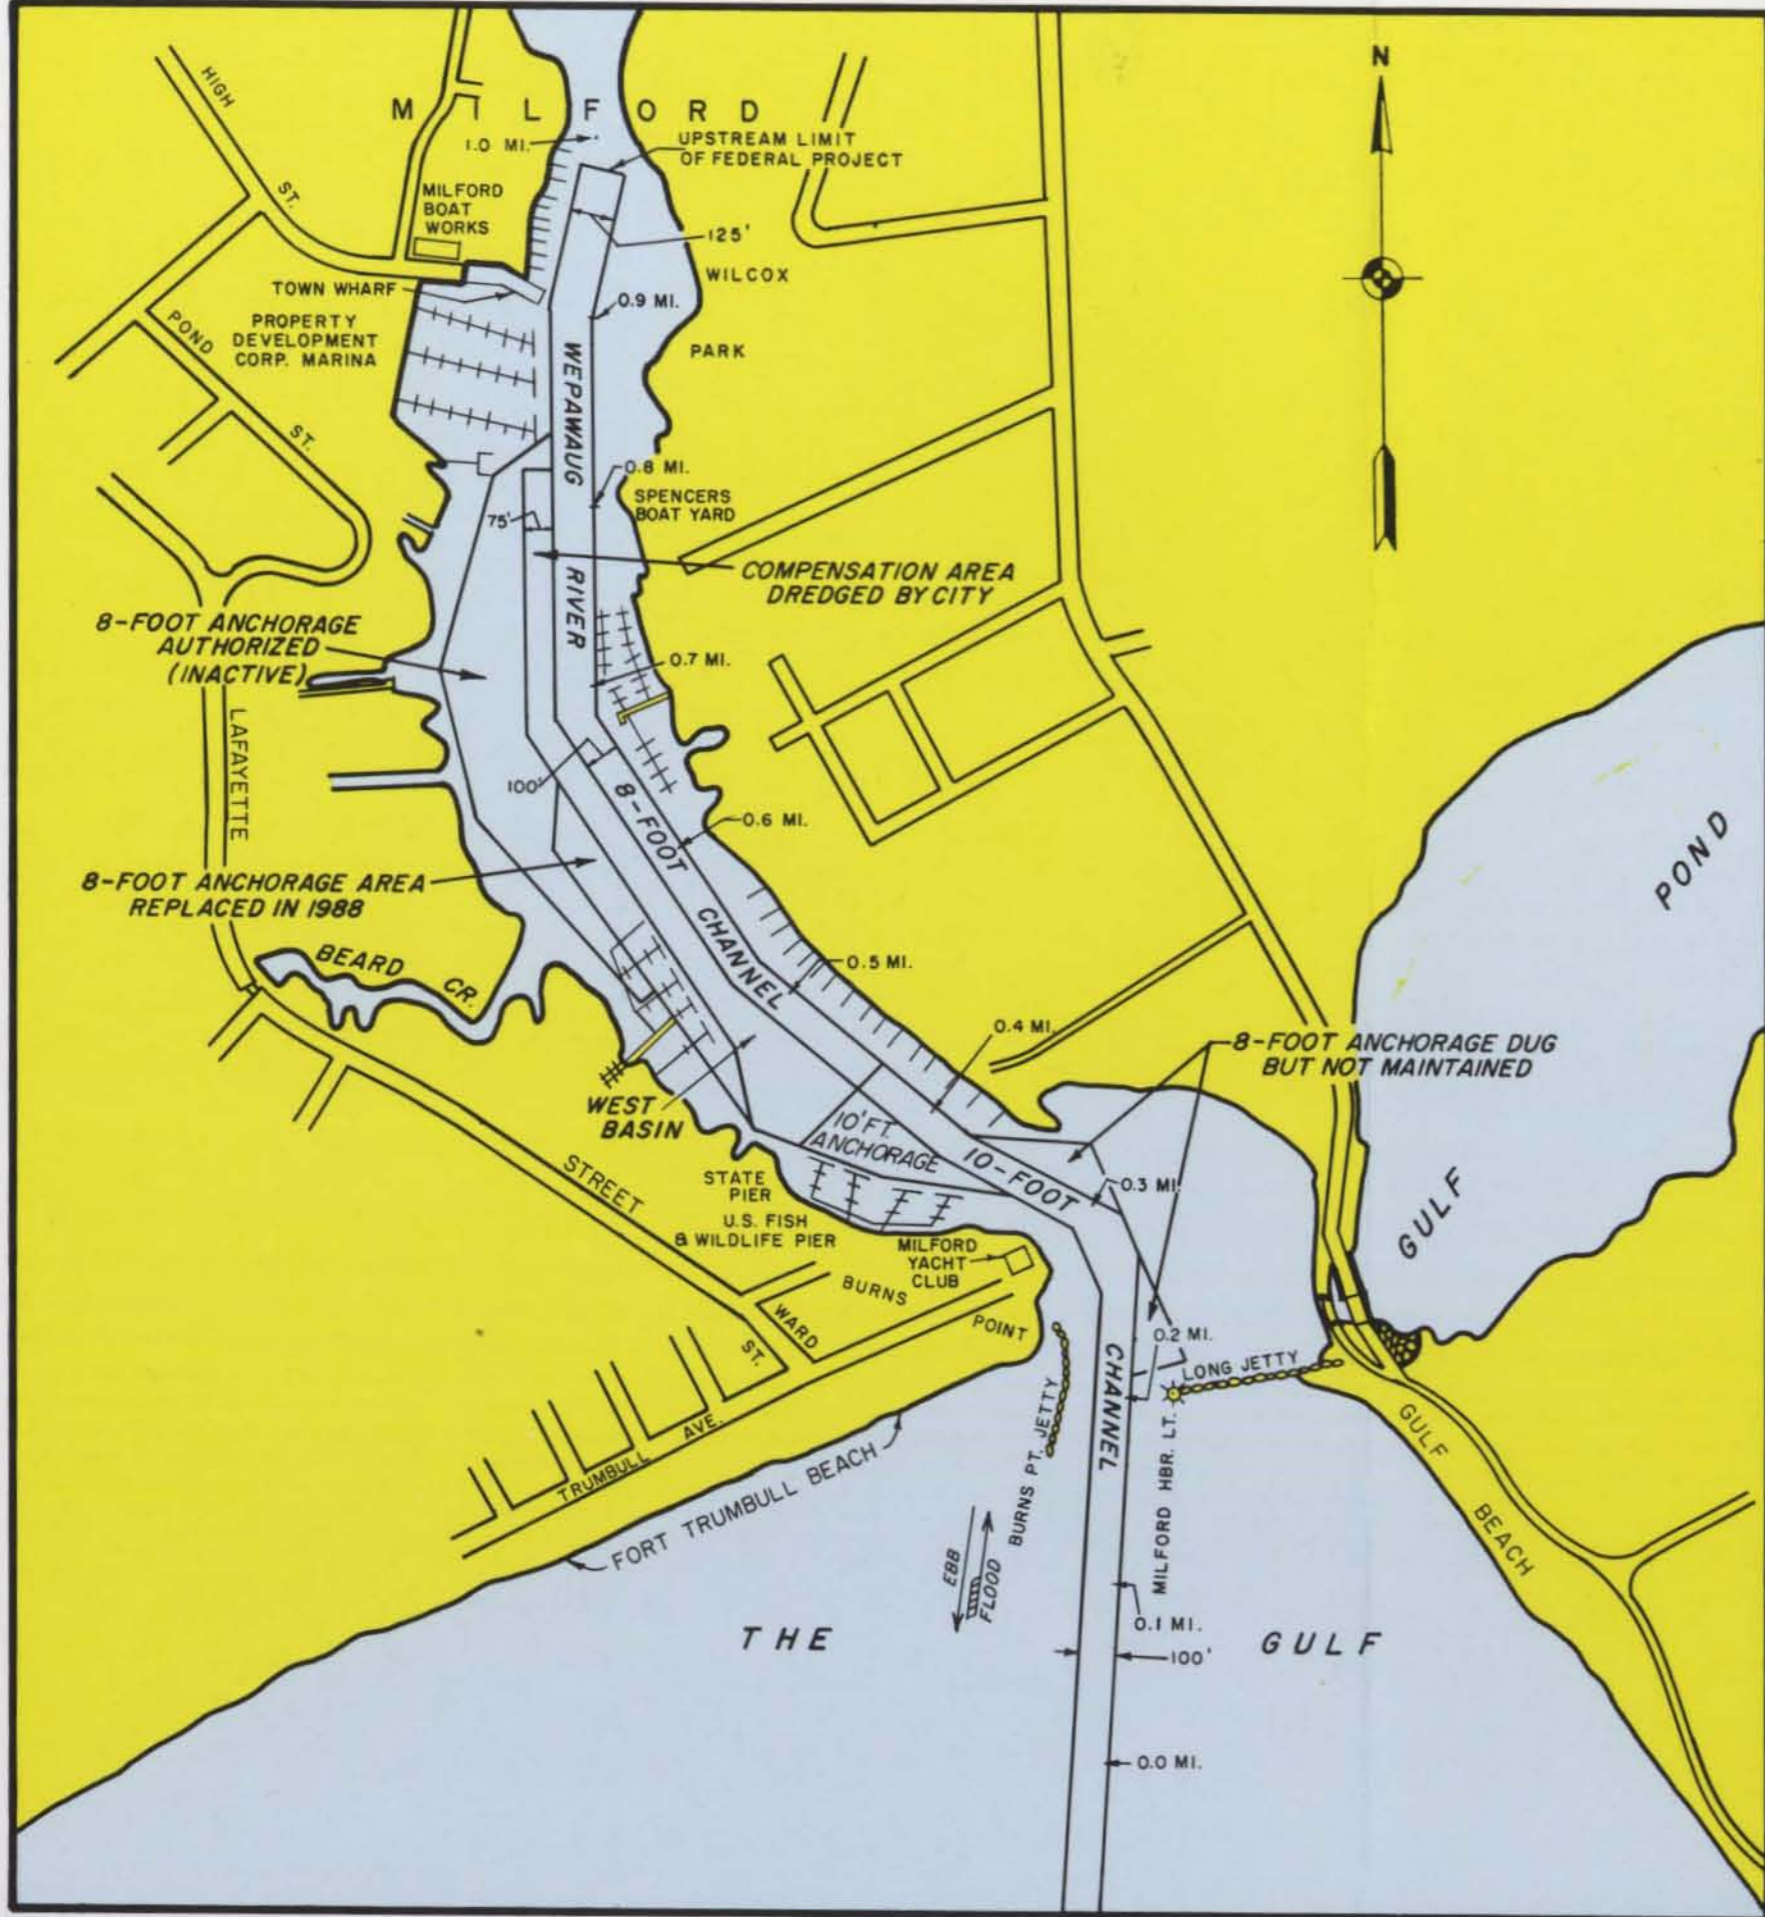 N
HIGH
ST.
MILFORD
1.0 MI.
UPSTREAM LIMIT
OF FEDERAL PROJECT
MILFORD
BOAT
WORKS
125'
WILCOX
PARK
TOWN WHARF
0.9 MI.
PROPERTY
DEVELOPMENT
CORP. MARINA
POND
ST.
WEPAWAUG
RIVER
0.8 MI.
SPENCERS
BOAT YARD
75'
COMPENSATION AREA
DREDGED BY CITY
8-FOOT ANCHORAGE
AUTHORIZED
(INACTIVE)
0.7 MI.
LAFAYETTE
100'
8-FOOT
CHANNEL
0.6 MI.
8-FOOT ANCHORAGE AREA
REPLACED IN 1988
BEARD
CR.
0.5 MI.
GULF
POND
0.4 MI.
8-FOOT ANCHORAGE DUG
BUT NOT MAINTAINED
WEST
BASIN
10' FT.
ANCHORAGE
10-FOOT
CHANNEL
0.3 MI.
STREET
STATE
PIER
U.S. FISH
& WILDLIFE PIER
MILFORD
YACHT
CLUB
BURNS
POINT
WARD
ST.
0.2 MI.
LONG JETTY
BURNS PT. JETTY
MILFORD HBR. LT.
TRUMBULL AVE.
FORT TRUMBULL BEACH
GULF
BEACH
EBB
FLOOD
0.1 MI.
100'
THE GULF
0.0 MI.